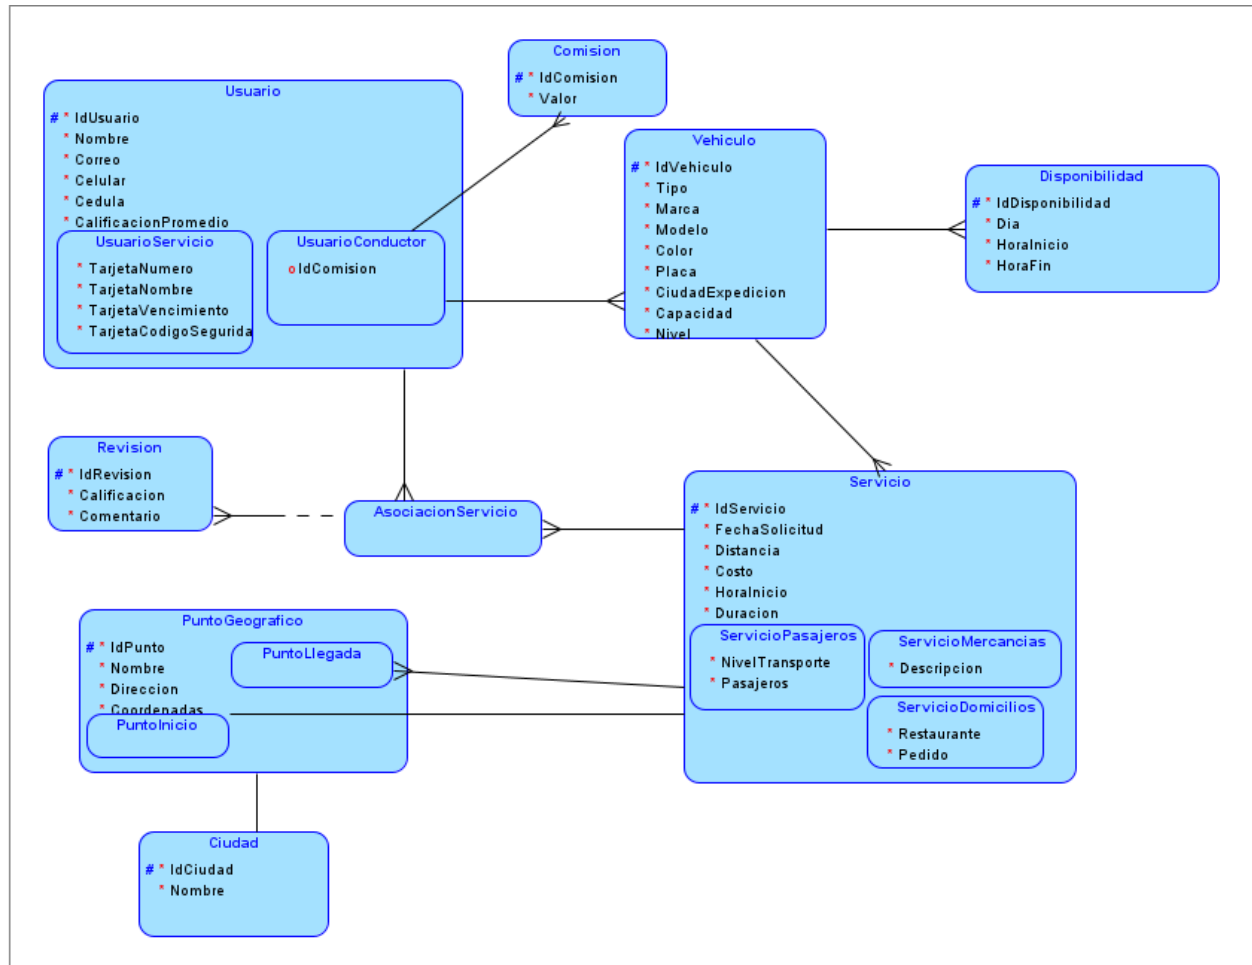 Comision
# * IdComision
* Valor
Usuario
# * IdUsuario
* Nombre
* Correo
* Celular
* Cedula
* CalificacionPromedio
UsuarioServicio
* TarjetaNumero
* TarjetaNombre
* TarjetaVencimiento
* TarjetaCodigoSegurida
UsuarioConductor
o IdComision
Vehiculo
# * IdVehiculo
* Tipo
* Marca
* Modelo
* Color
* Placa
* CiudadExpedicion
* Capacidad
* Nivel
Disponibilidad
# * IdDisponibilidad
* Dia
* HoraInicio
* HoraFin
Revision
# * IdRevision
* Calificacion
* Comentario
AsociacionServicio
Servicio
# * IdServicio
* FechaSolicitud
* Distancia
* Costo
* HoraInicio
* Duracion
ServicioPasajeros
* NivelTransporte
* Pasajeros
ServicioMercancias
* Descripcion
ServicioDomicilios
* Restaurante
* Pedido
PuntoGeografico
# * IdPunto
* Nombre
* Direccion
* Coordenadas
PuntoLlegada
PuntoInicio
Ciudad
# * IdCiudad
* Nombre